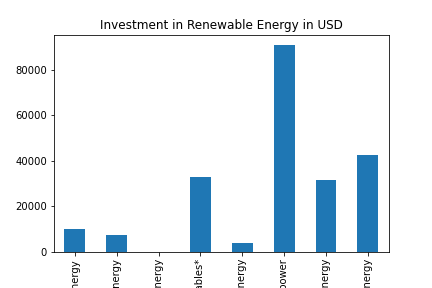 Investment in Renewable Energy in USD
80000
60000
40000
20000
0
nergy
nergy
nergy
ables*
nergy
power
nergy
nergy